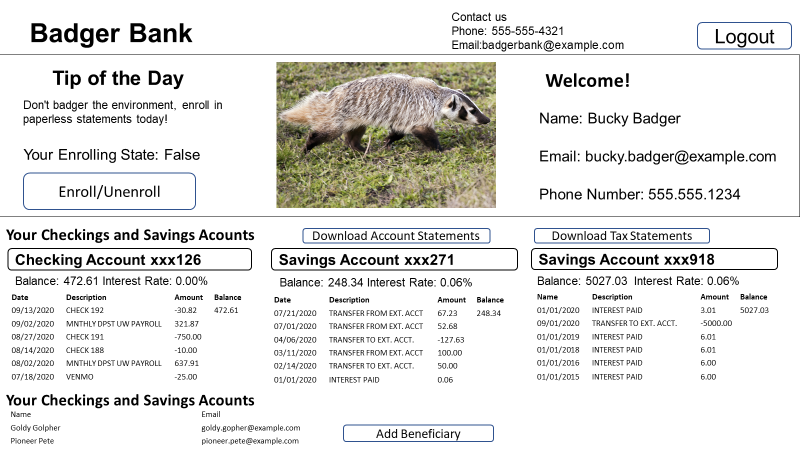 Badger Bank
Contact us
Phone: 555-555-4321
Email:badgerbank@example.com
Logout
Tip of the Day
Don't badger the environment, enroll in
paperless statements today!
Your Enrolling State: False
Enroll/Unenroll
Welcome!
Name: Bucky Badger
Email: bucky.badger@example.com
Phone Number: 555.555.1234
Your Checkings and Savings Acounts
Download Account Statements
Download Tax Statements
Checking Account xxx126
Balance: 472.61 Interest Rate: 0.00%
Date Description Amount Balance
09/13/2020 CHECK 192 -30.82 472.61
09/02/2020 MNTHLY DPST UW PAYROLL 321.87
08/27/2020 CHECK 191 -750.00
08/14/2020 CHECK 188 -10.00
08/02/2020 MNTHLY DPST UW PAYROLL 637.91
07/18/2020 VENMO -25.00
Savings Account xxx271
Balance: 248.34 Interest Rate: 0.06%
Date Description Amount Balance
07/21/2020 TRANSFER FROM EXT. ACCT 67.23 248.34
07/01/2020 TRANSFER FROM EXT. ACCT 52.68
04/06/2020 TRANSFER TO EXT. ACCT. -127.63
03/11/2020 TRANSFER FROM EXT. ACCT 100.00
02/14/2020 TRANSFER TO EXT. ACCT. 50.00
01/01/2020 INTEREST PAID 0.06
Savings Account xxx918
Balance: 5027.03 Interest Rate: 0.06%
Name Description Amount Balance
01/01/2020 INTEREST PAID 3.01 5027.03
09/01/2020 TRANSFER TO EXT. ACCT. -5000.00
01/01/2019 INTEREST PAID 6.01
01/01/2018 INTEREST PAID 6.01
01/01/2016 INTEREST PAID 6.00
01/01/2015 INTEREST PAID 6.00
Your Checkings and Savings Acounts
Name Email
Goldy Golpher goldy.gopher@example.com
Pioneer Pete pioneer.pete@example.com
Add Beneficiary